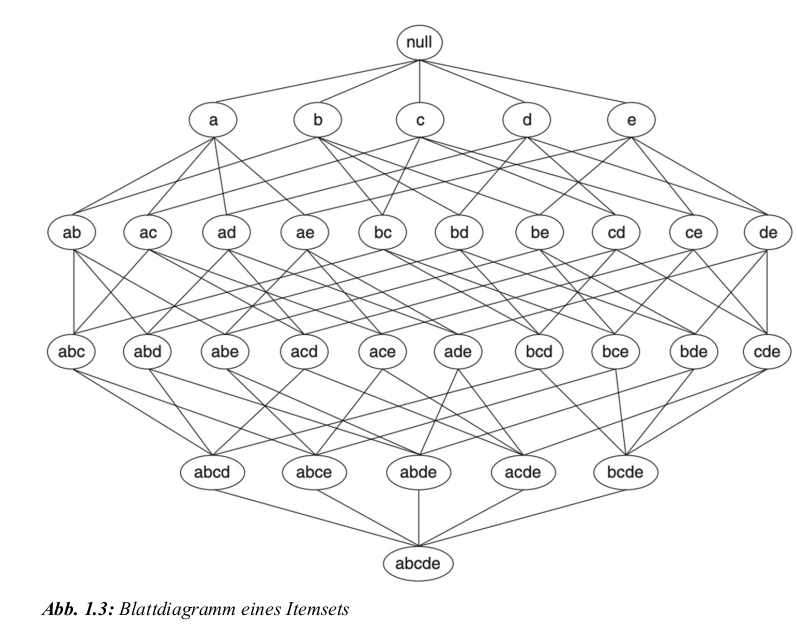 null
a b c d e
ab ac ad ae bc bd be cd ce de
abc abd abe acd ace ade bcd bce bde cde
abcd abce abde acde bcde
abcde
Abb. 1.3: Blattdiagramm eines Itemsets